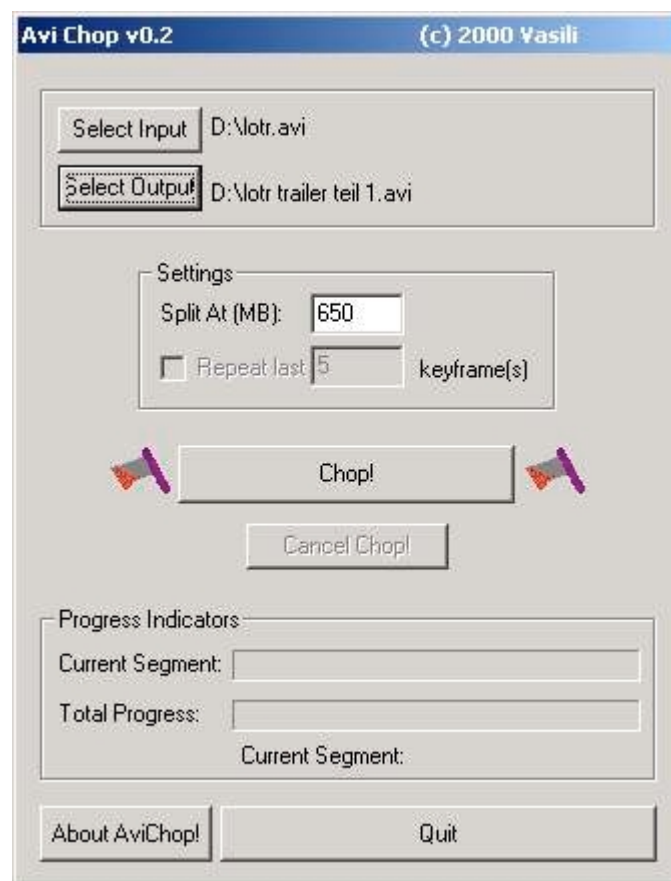 Avi Chop v0.2 (c) 2000 Vasili
Select Input D:\lotr.avi
Select Output D:\lotr trailer teil 1.avi
Settings
Split At (MB): 650
Repeat last 5 keyframe(s)
Chop!
Cancel Chop!
Progress Indicators
Current Segment:
Total Progress:
Current Segment:
About AviChop! Quit